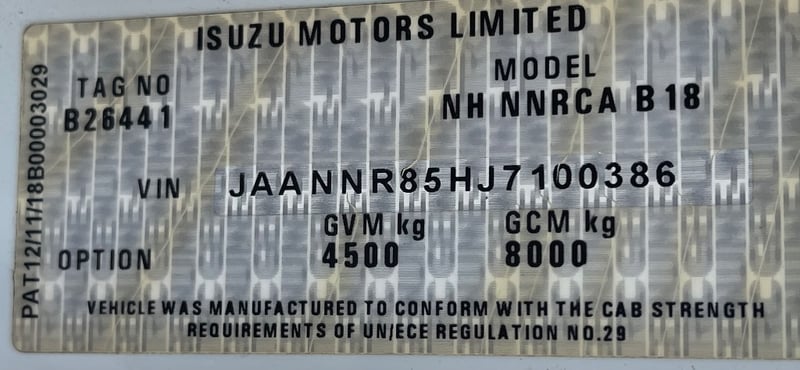 ISUZU MOTORS LIMITED
TAG NO
B26441
MODEL
NH NNRCA B 18
VIN JAANNR85HJ7100386
OPTION
GVM kg
4500
GCM kg
8000
VEHICLE WAS MANUFACTURED TO CONFORM WITH THE CAB STRENGTH
REQUIREMENTS OF UN/ECE REGULATION NO.29
PAT12/11/18B00003029